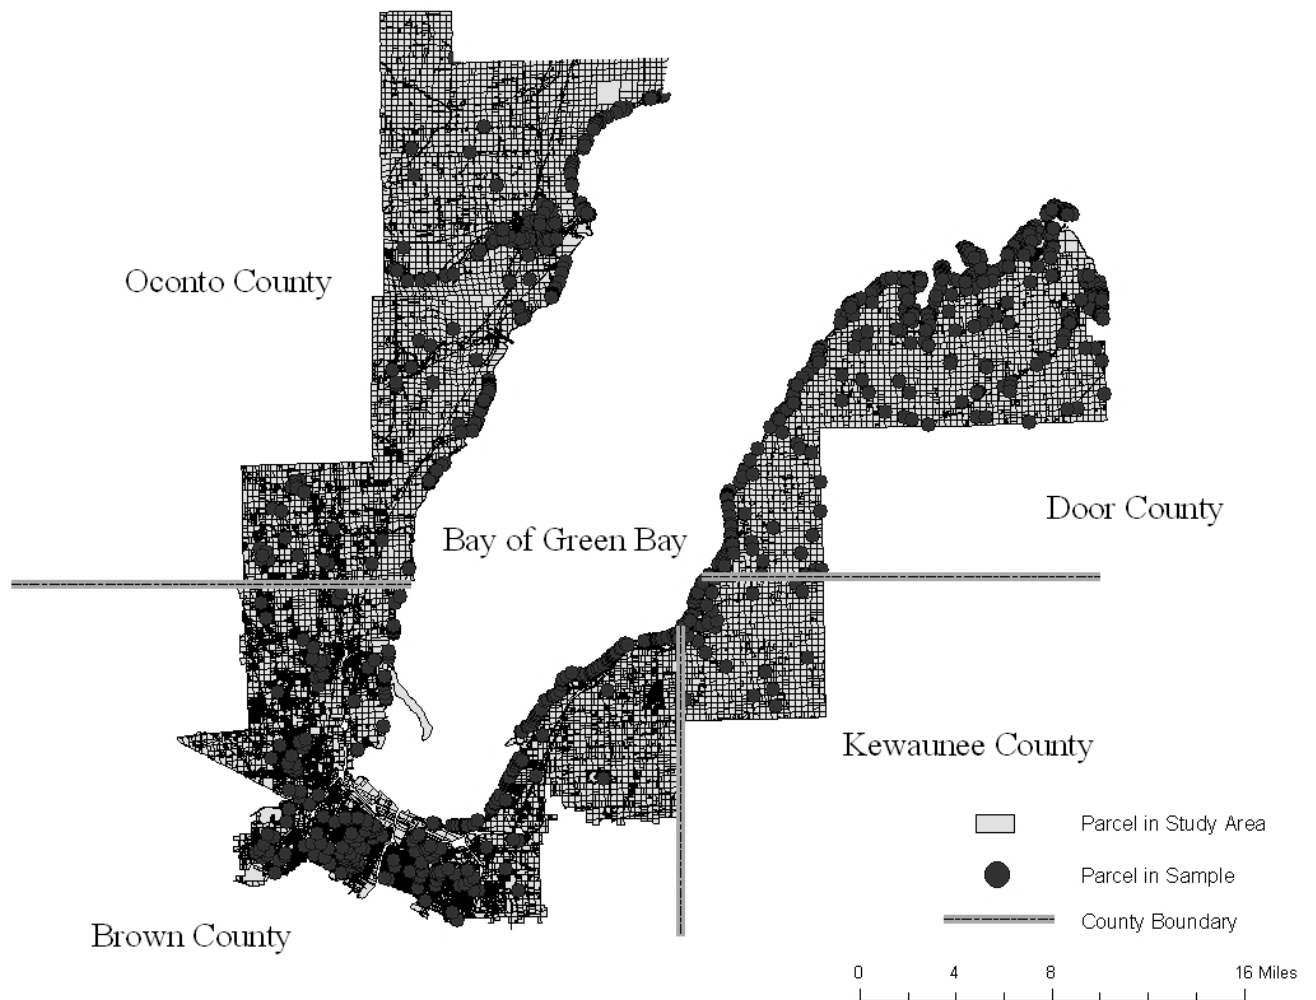 Oconto County
Door County
Bay of Green Bay
Kewaunee County
Parcel in Study Area
Parcel in Sample
County Boundary
Brown County
0 4 8 16 Miles